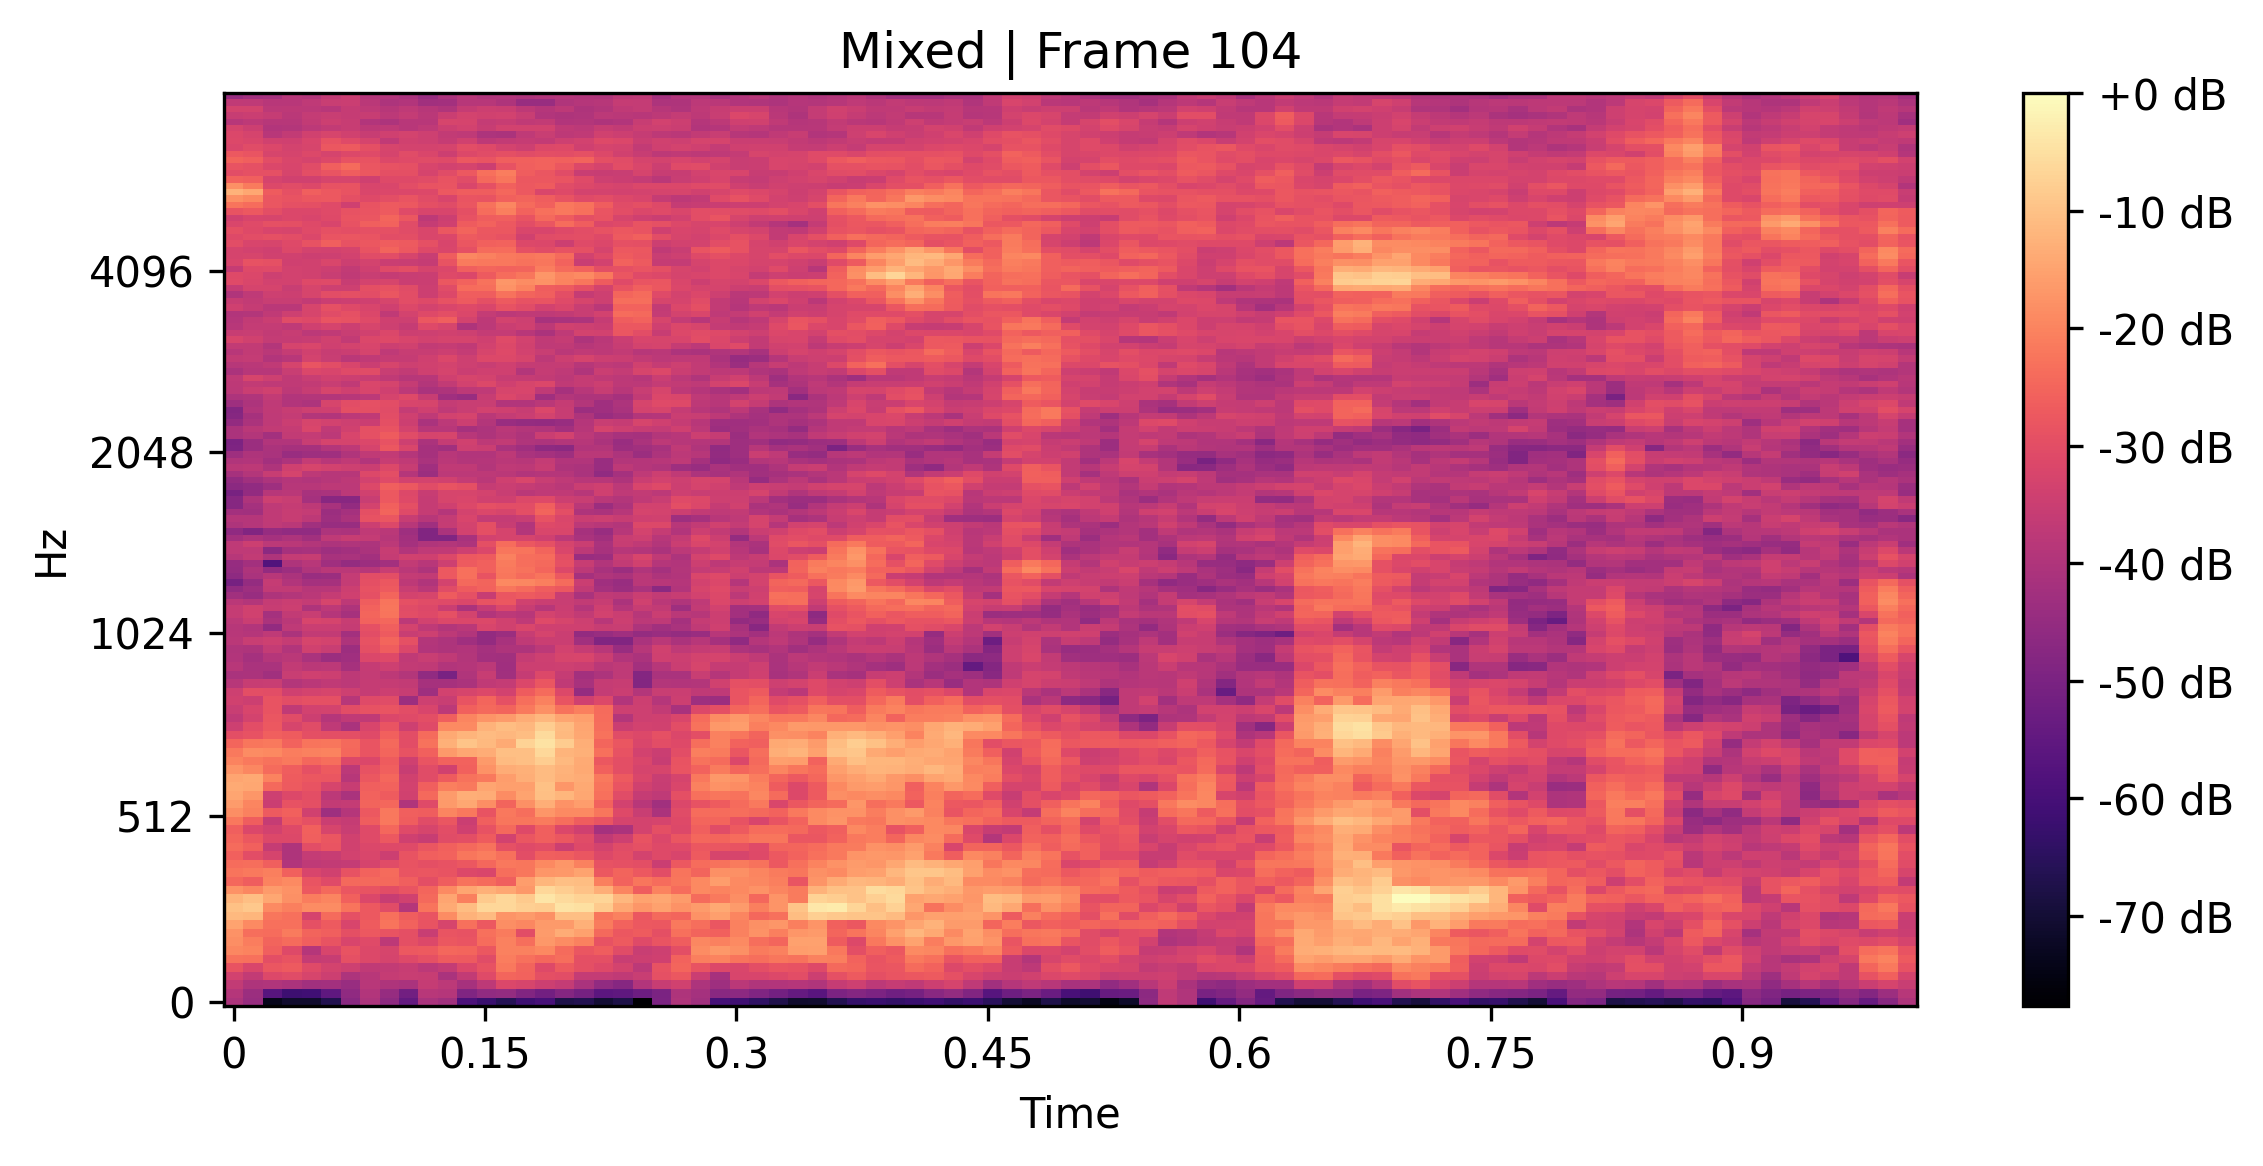 Mixed | Frame 104
Hz
4096
2048
1024
512
0
0 0.15 0.3 0.45 0.6 0.75 0.9
Time
+0 dB
-10 dB
-20 dB
-30 dB
-40 dB
-50 dB
-60 dB
-70 dB